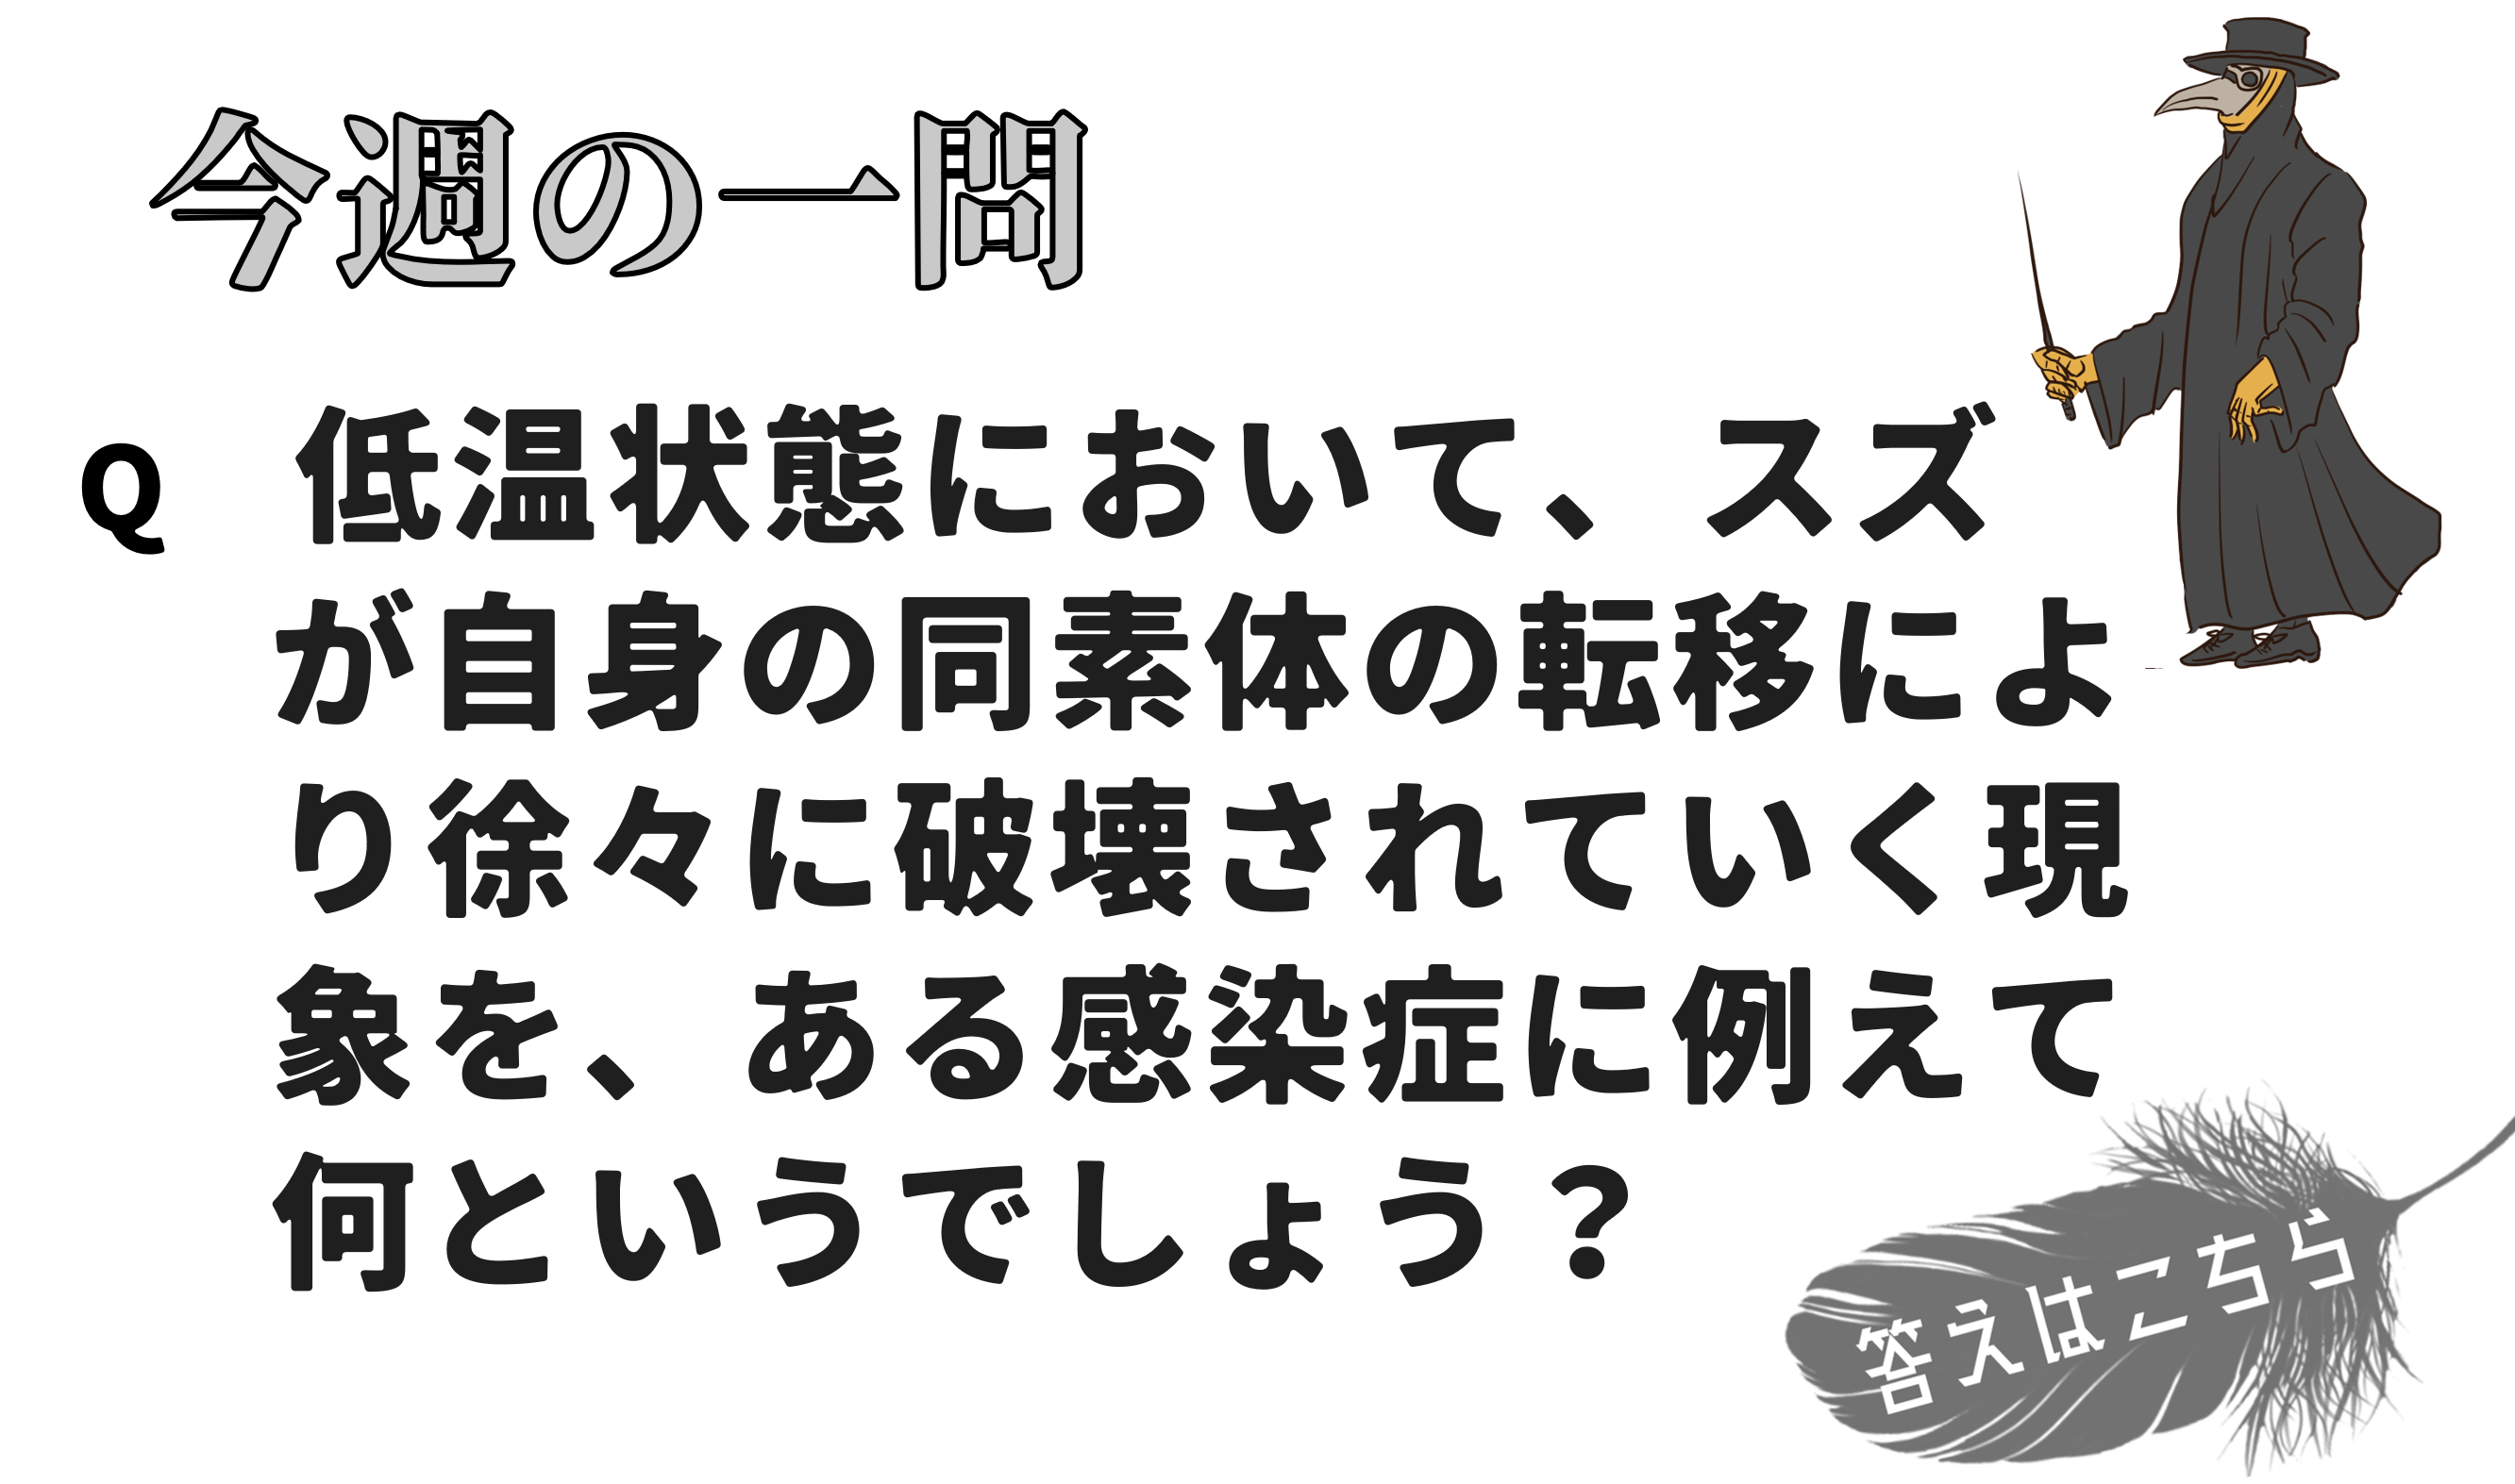 今週の一問
Q 低温状態において、スズ
が自身の同素体の転移によ
り徐々に破壊されていく現
象を、ある感染症に例えて
何というでしょう？
答えはこちら